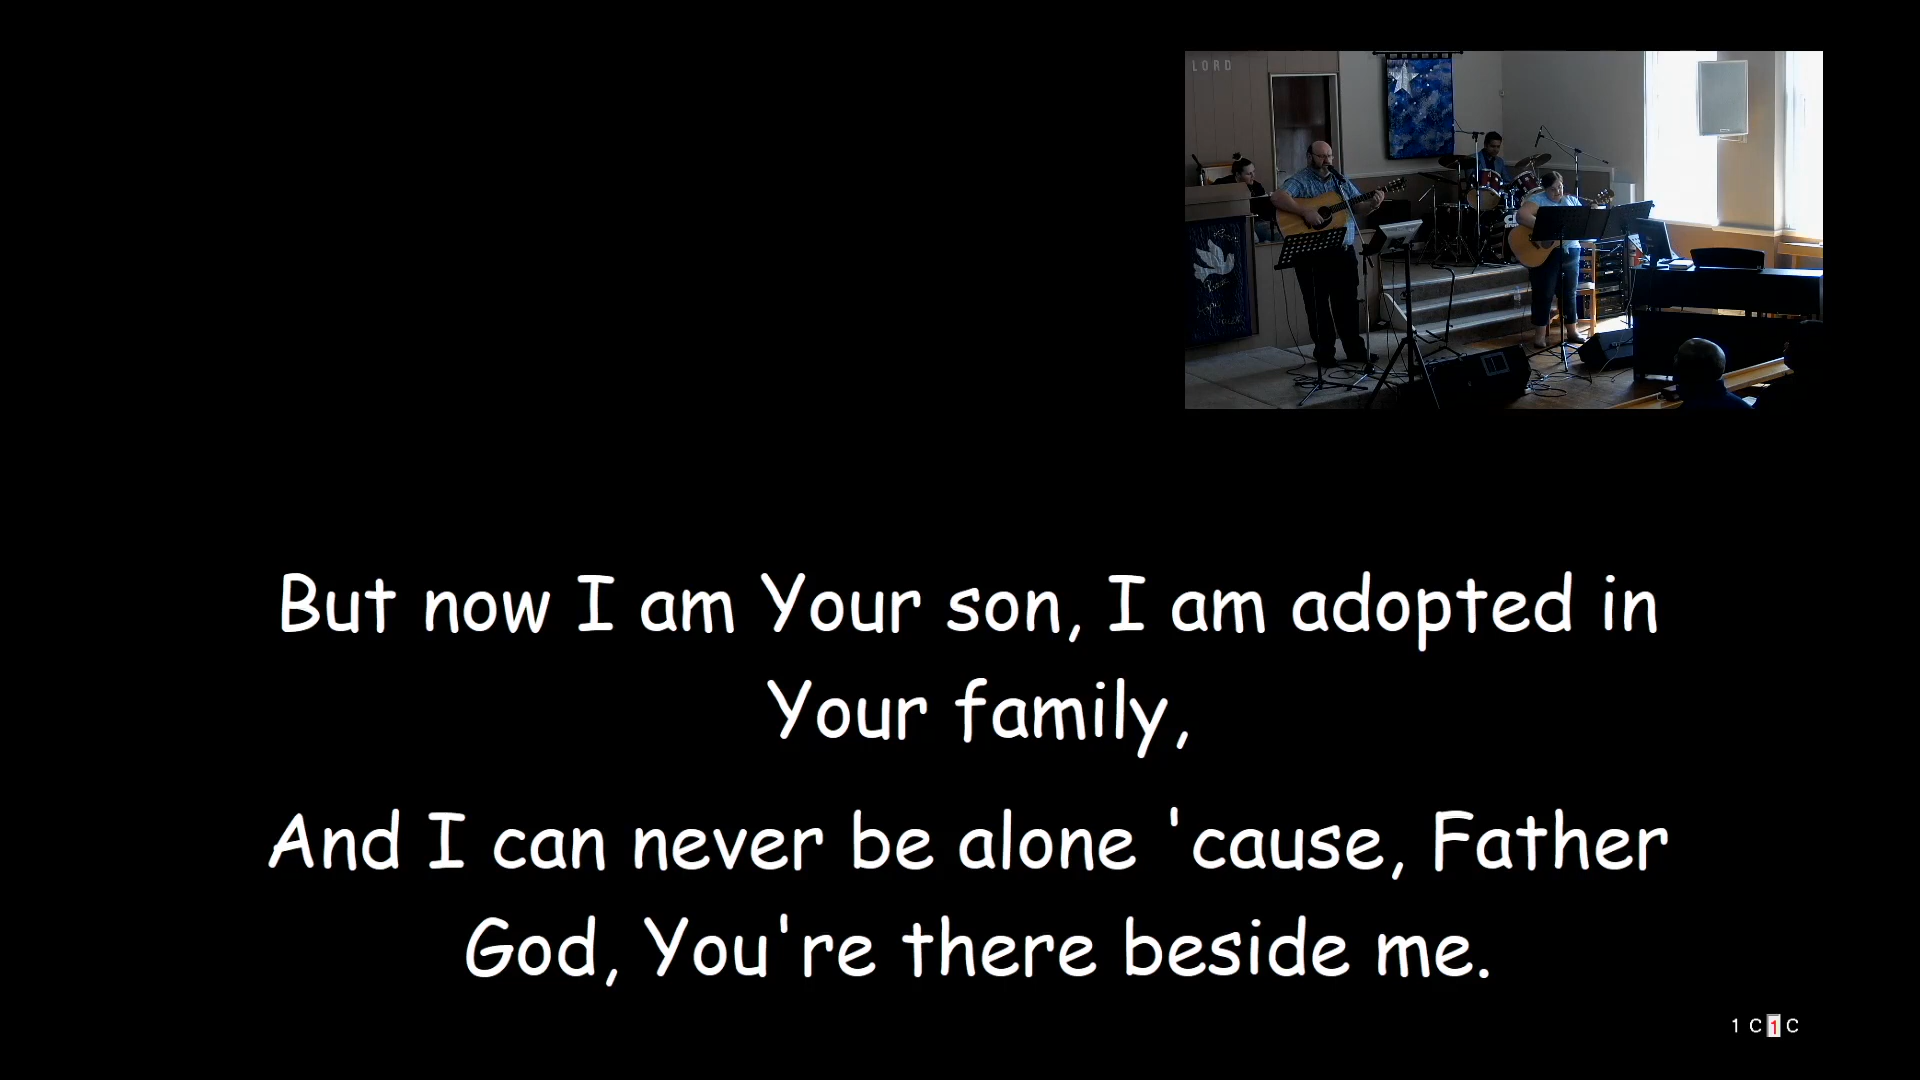 LORD
But now I am Your son, I am adopted in
Your family,
And I can never be alone 'cause, Father
God, You're there beside me.
1 C 1 C